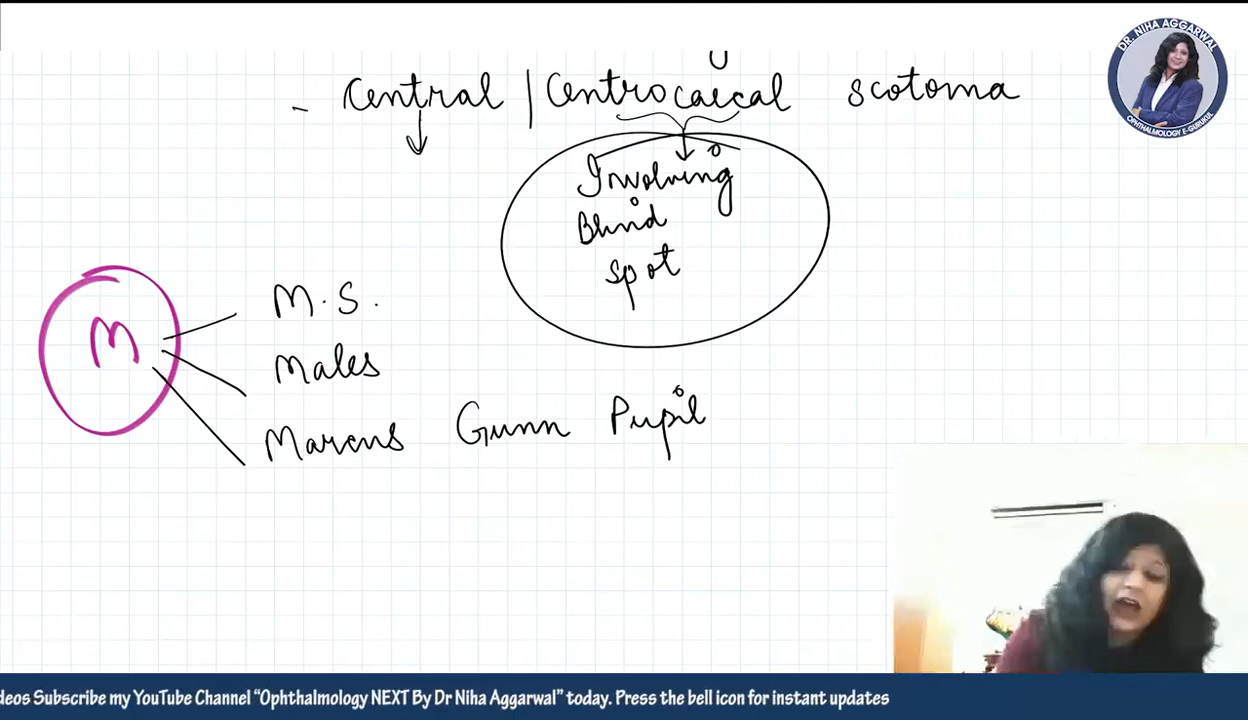 DR. NIHA AGGARWAL
OPHTHALMOLOGY E-GURUKUL
- Central / Centrocaecal scotoma
Involving
Blind
spot
M
M.S.
Males
Marcus Gunn Pupil
deos Subscribe my YouTube Channel “Ophthalmology NEXT By Dr Niha Aggarwal” today. Press the bell icon for instant updates